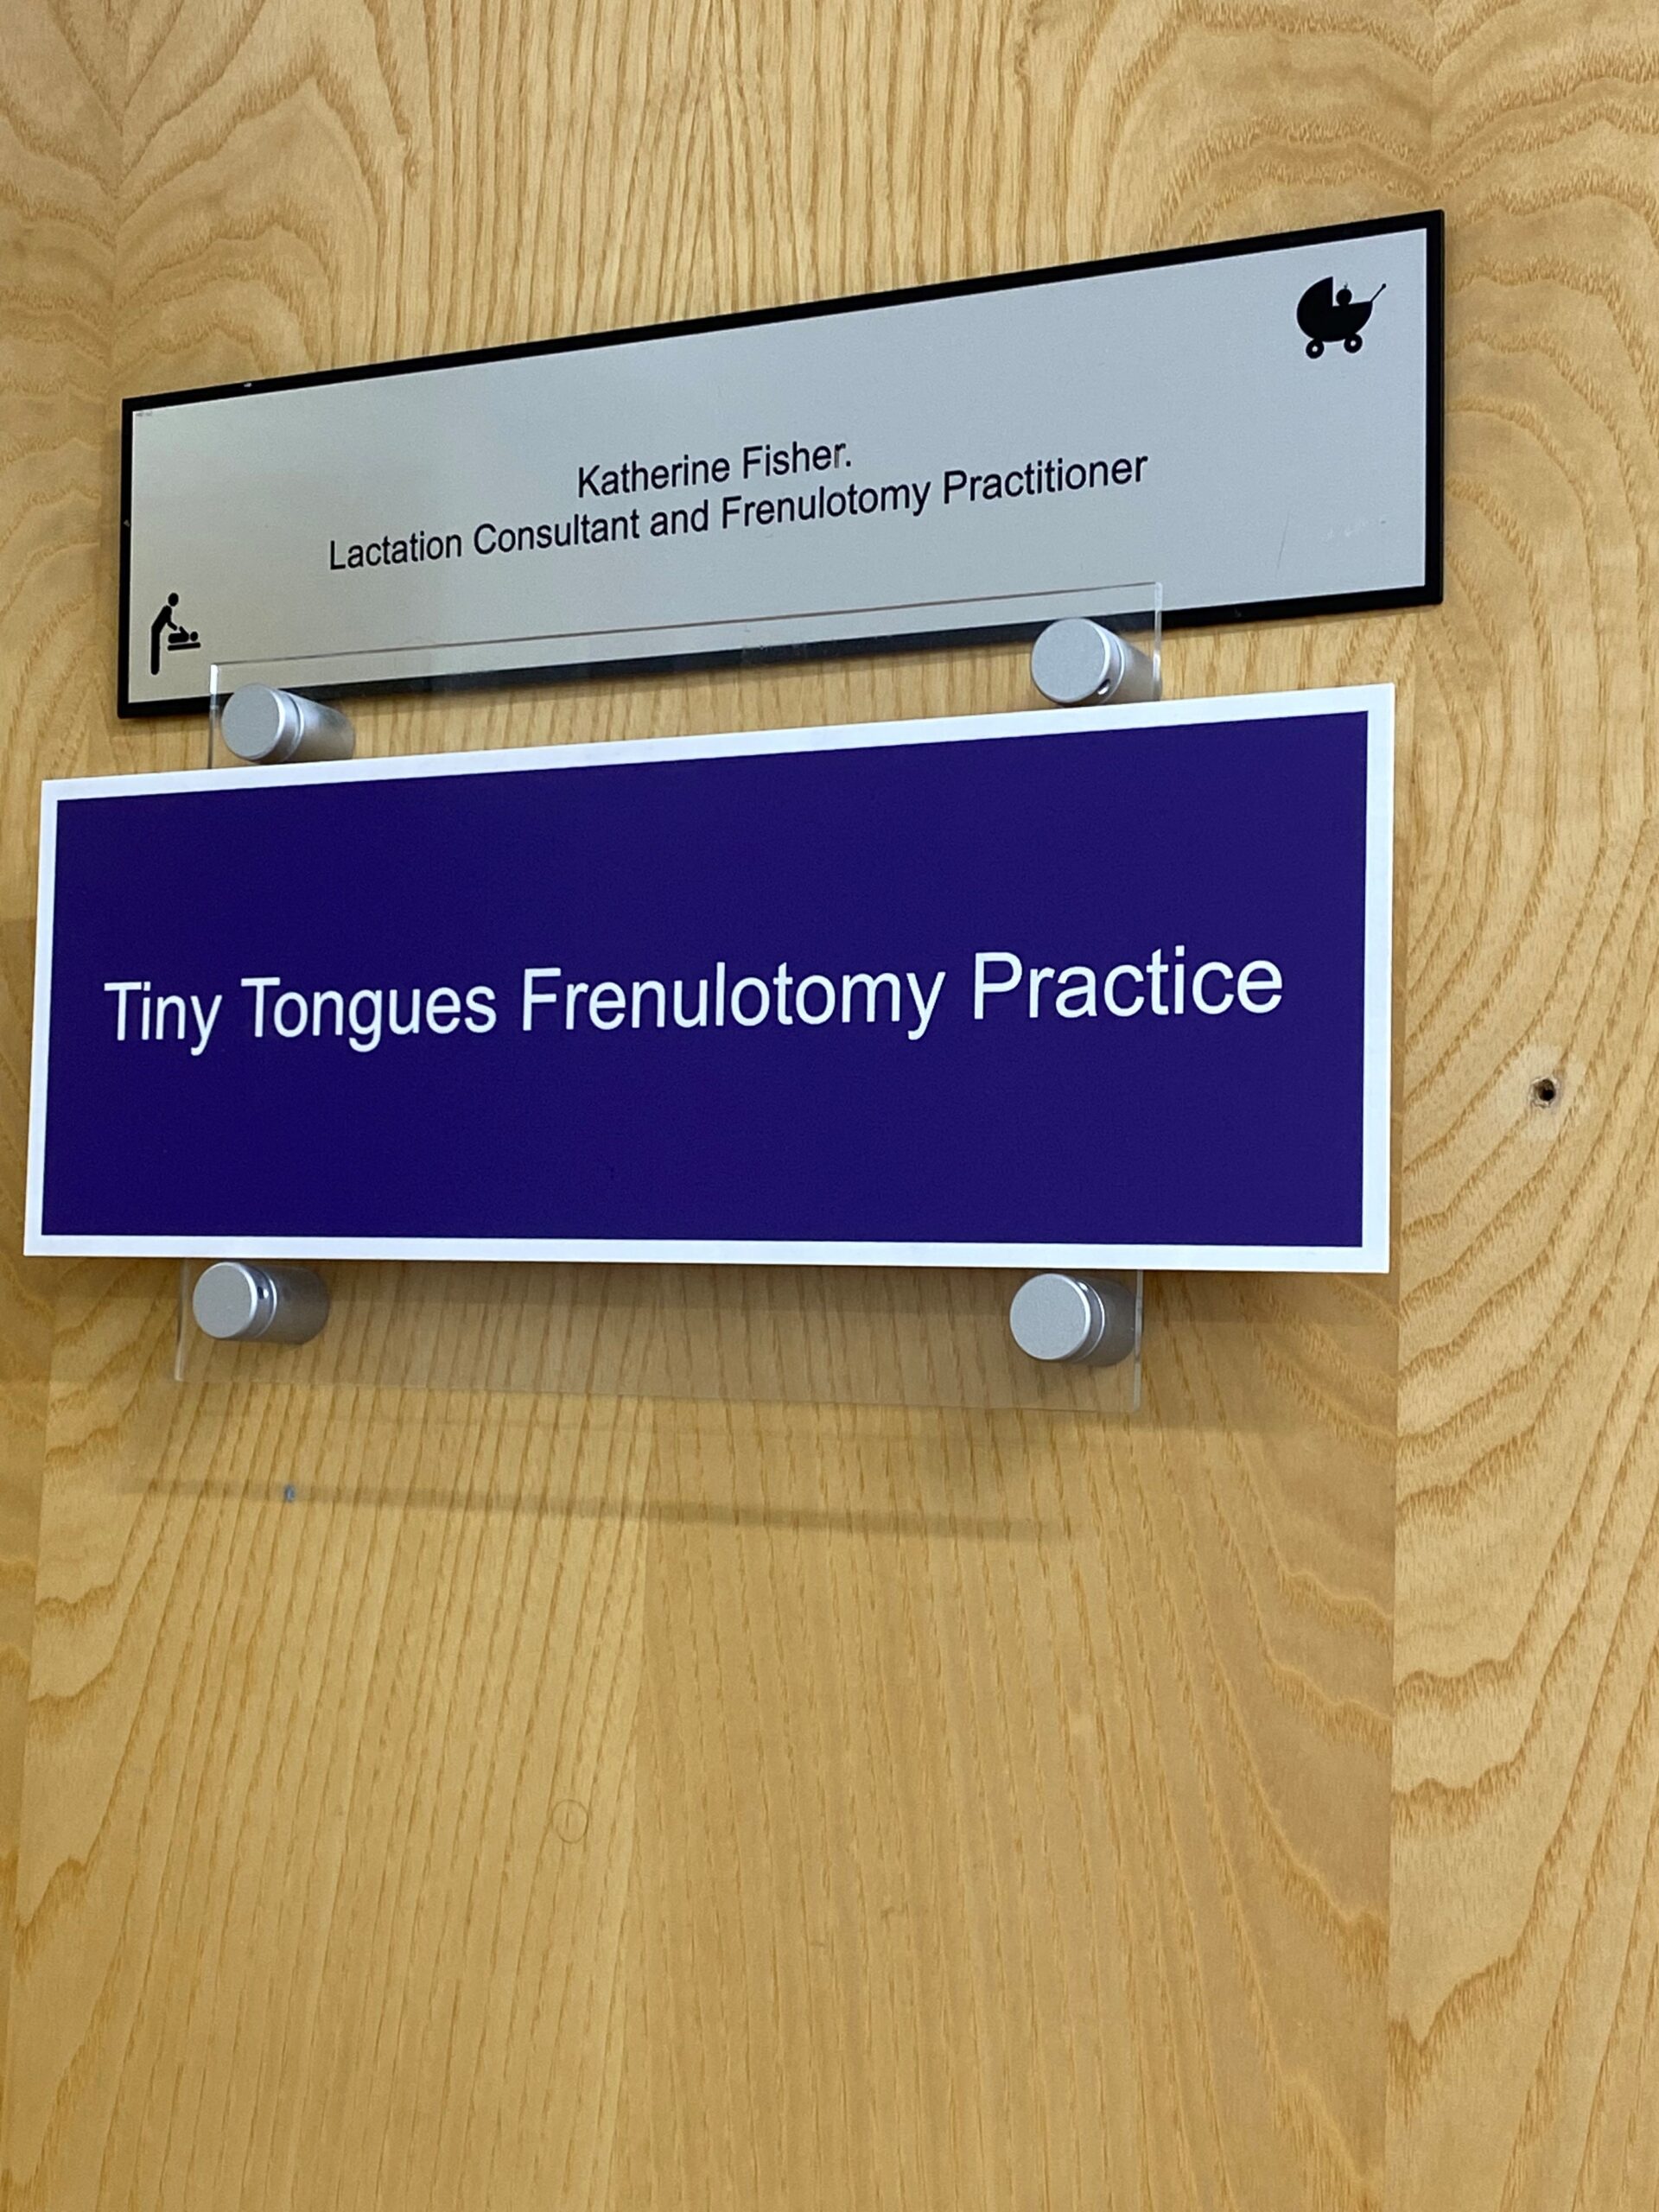 Katherine Fisher.
Lactation Consultant and Frenulotomy Practitioner
Tiny Tongues Frenulotomy Practice